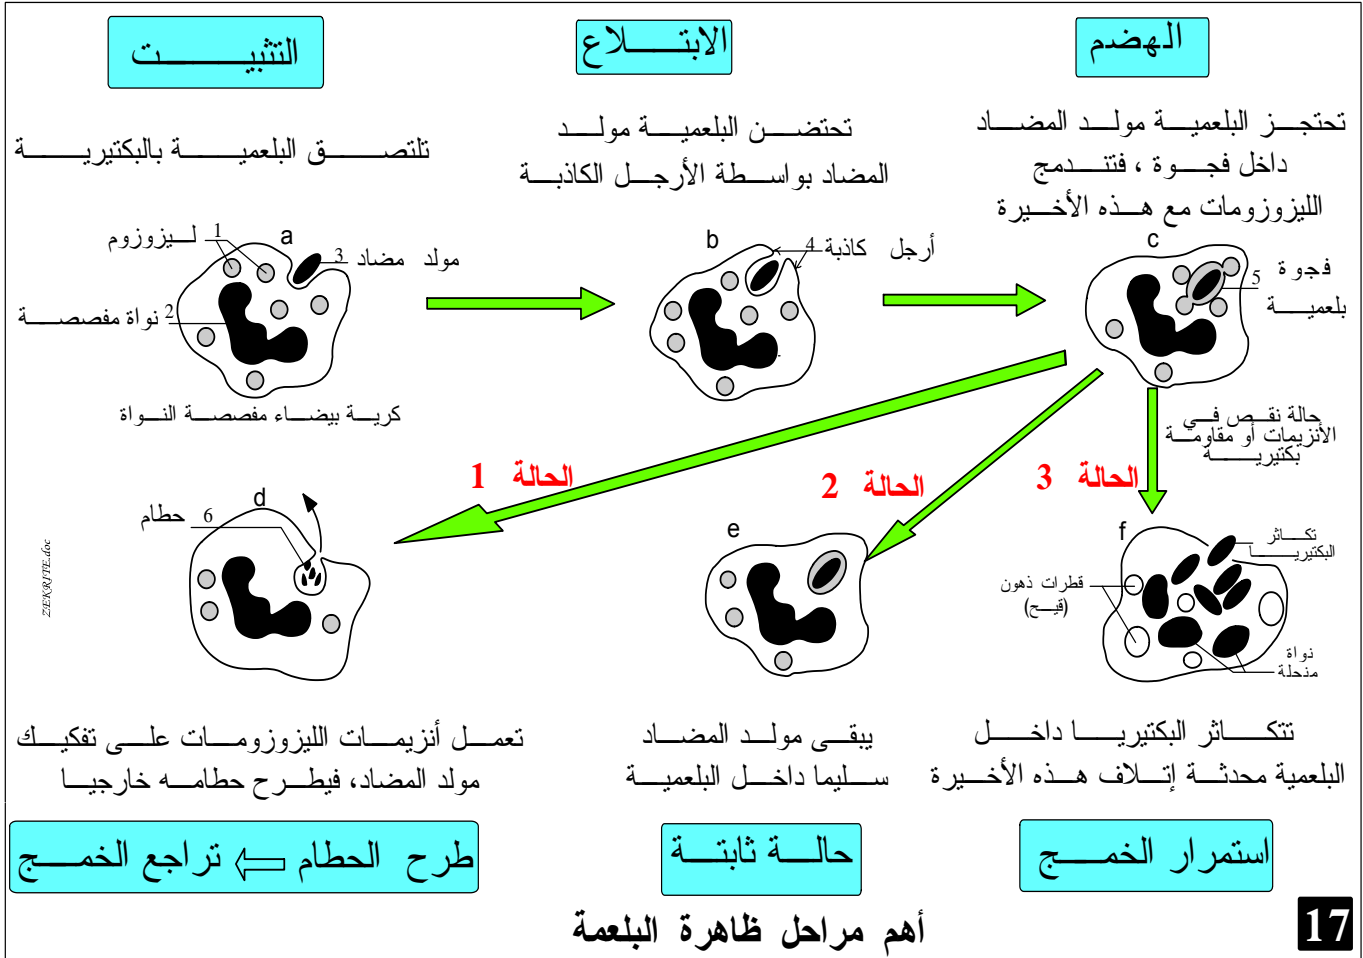 التثبيت
الابتلاع
الهضم
تلتصق البلعمية بالبكتيرية
تحتضن البلعمية مولد
المضاد بواسطة الأرجل الكاذبة
تحتجز البلعمية مولد المضاد
داخل فجوة ، فتندمج
الليزوزومات مع هذه الأخيرة
a
ليزوزوم 1
3 مولد مضاد
2 نواة مفصصة
كرية بيضاء مفصصة النواة
b
4 أرجل كاذبة
c
فجوة
5
بلعمية
حالة نقص في
الأنزيمات أو مقاومة
بكتيرية
الحالة 1
الحالة 2
الحالة 3
d
6 حطام
e
f
تكاثر
البكتيريا
قطرات ذهون
(قيح)
نواة
منحلة
ZEKRITE.doc
تعمل أنزيمات الليزوزومات على تفكيك
مولد المضاد، فيطرح حطامه خارجيا
يبقى مولد المضاد
سليما داخل البلعمية
تتكاثر البكتيريا داخل
البلعمية محدثة إتلاف هذه الأخيرة
طرح الحطام ⇦ تراجع الخمج
حالة ثابتة
استمرار الخمج
أهم مراحل ظاهرة البلعمة
17